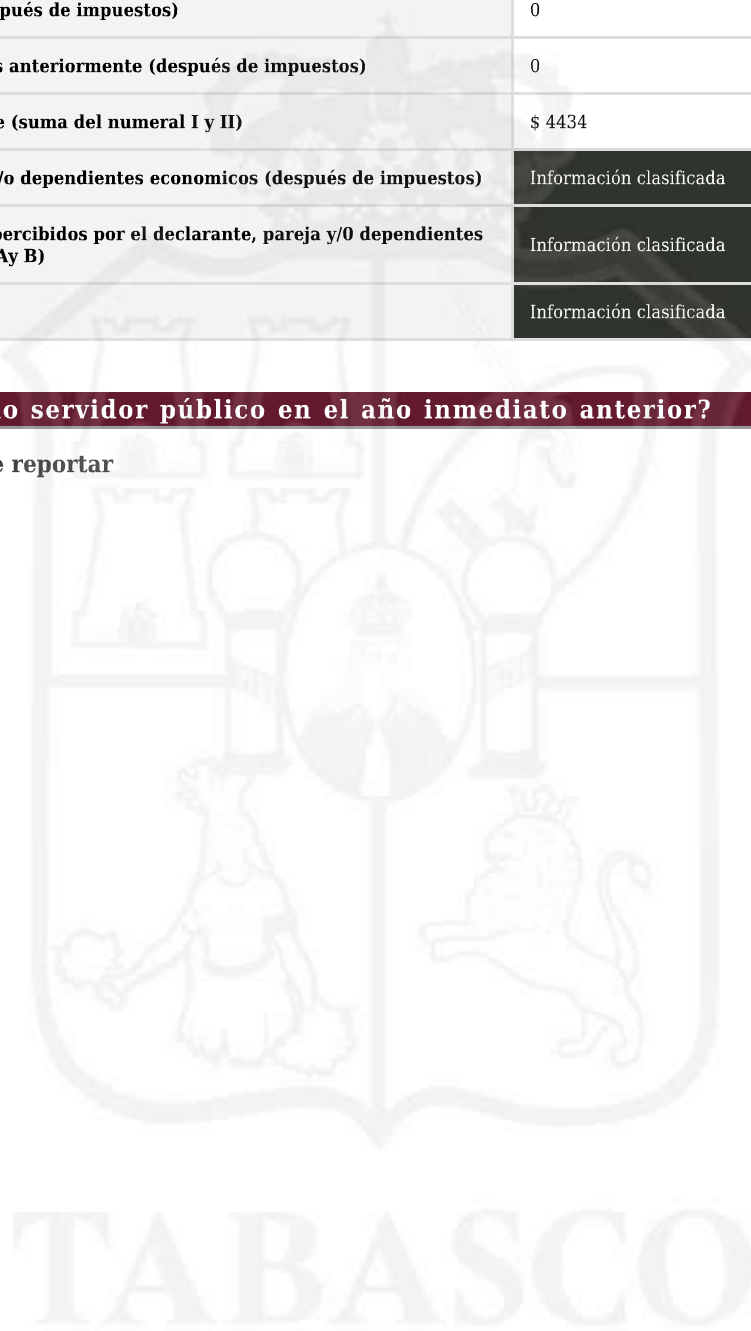 pués de impuestos) 0
s anteriormente (después de impuestos) 0
e (suma del numeral I y II) $ 4434
/o dependientes economicos (después de impuestos) Información clasificada
percibidos por el declarante, pareja y/0 dependientes Información clasificada
Ay B)
Información clasificada
o servidor público en el año inmediato anterior?
e reportar
TABASCO